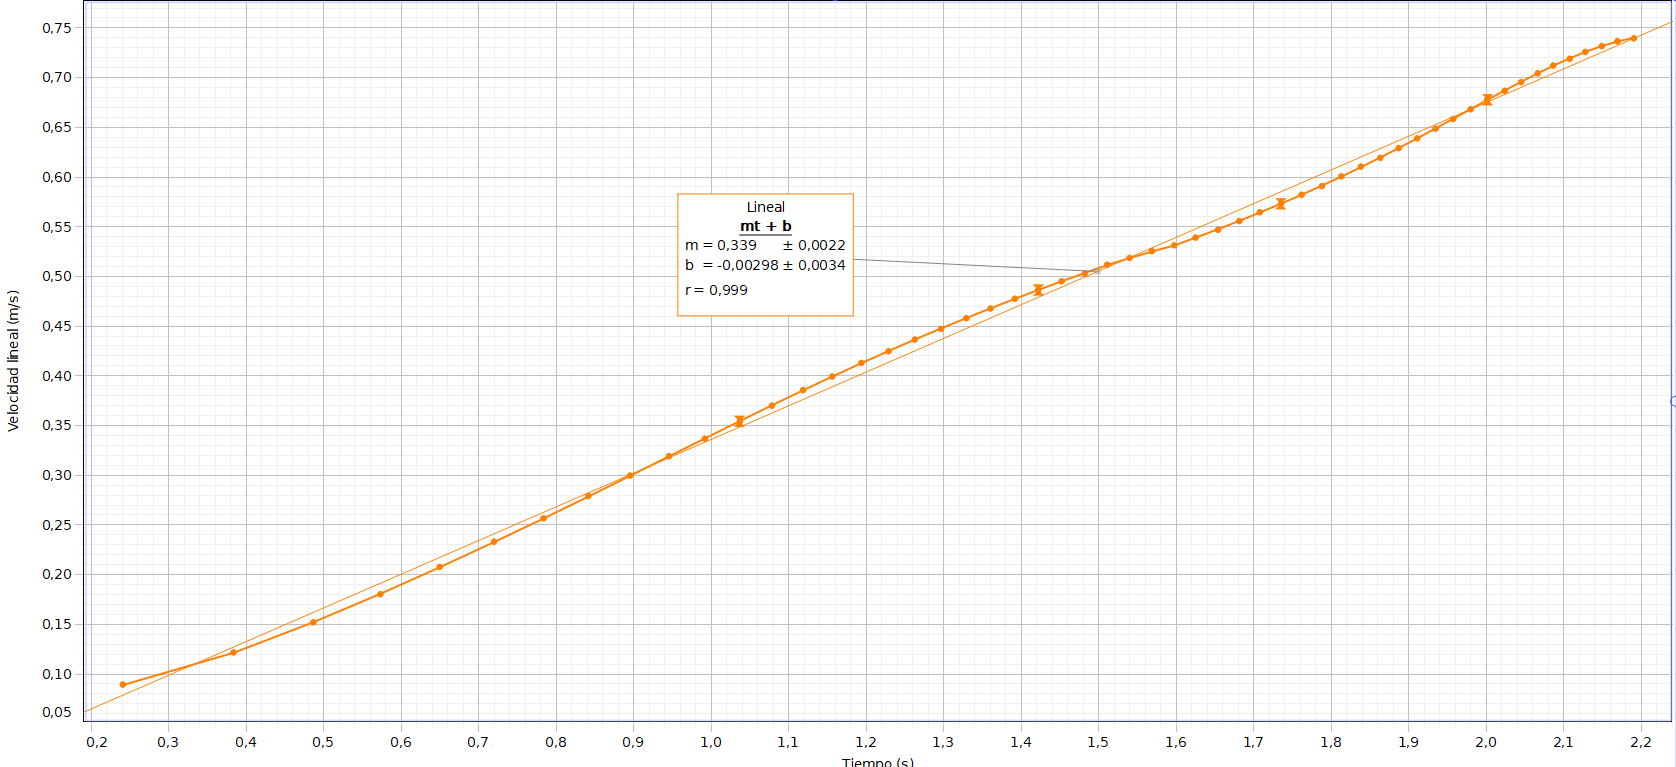 0,75
0,70
0,65
0,60
0,55
0,50
0,45
0,40
0,35
0,30
0,25
0,20
0,15
0,10
0,05
Velocidad lineal (m/s)
Lineal
mt + b
m = 0,339 ± 0,0022
b = -0,00298 ± 0,0034
r = 0,999
0,2 0,3 0,4 0,5 0,6 0,7 0,8 0,9 1,0 1,1 1,2 1,3 1,4 1,5 1,6 1,7 1,8 1,9 2,0 2,1 2,2
Tiempo (s)